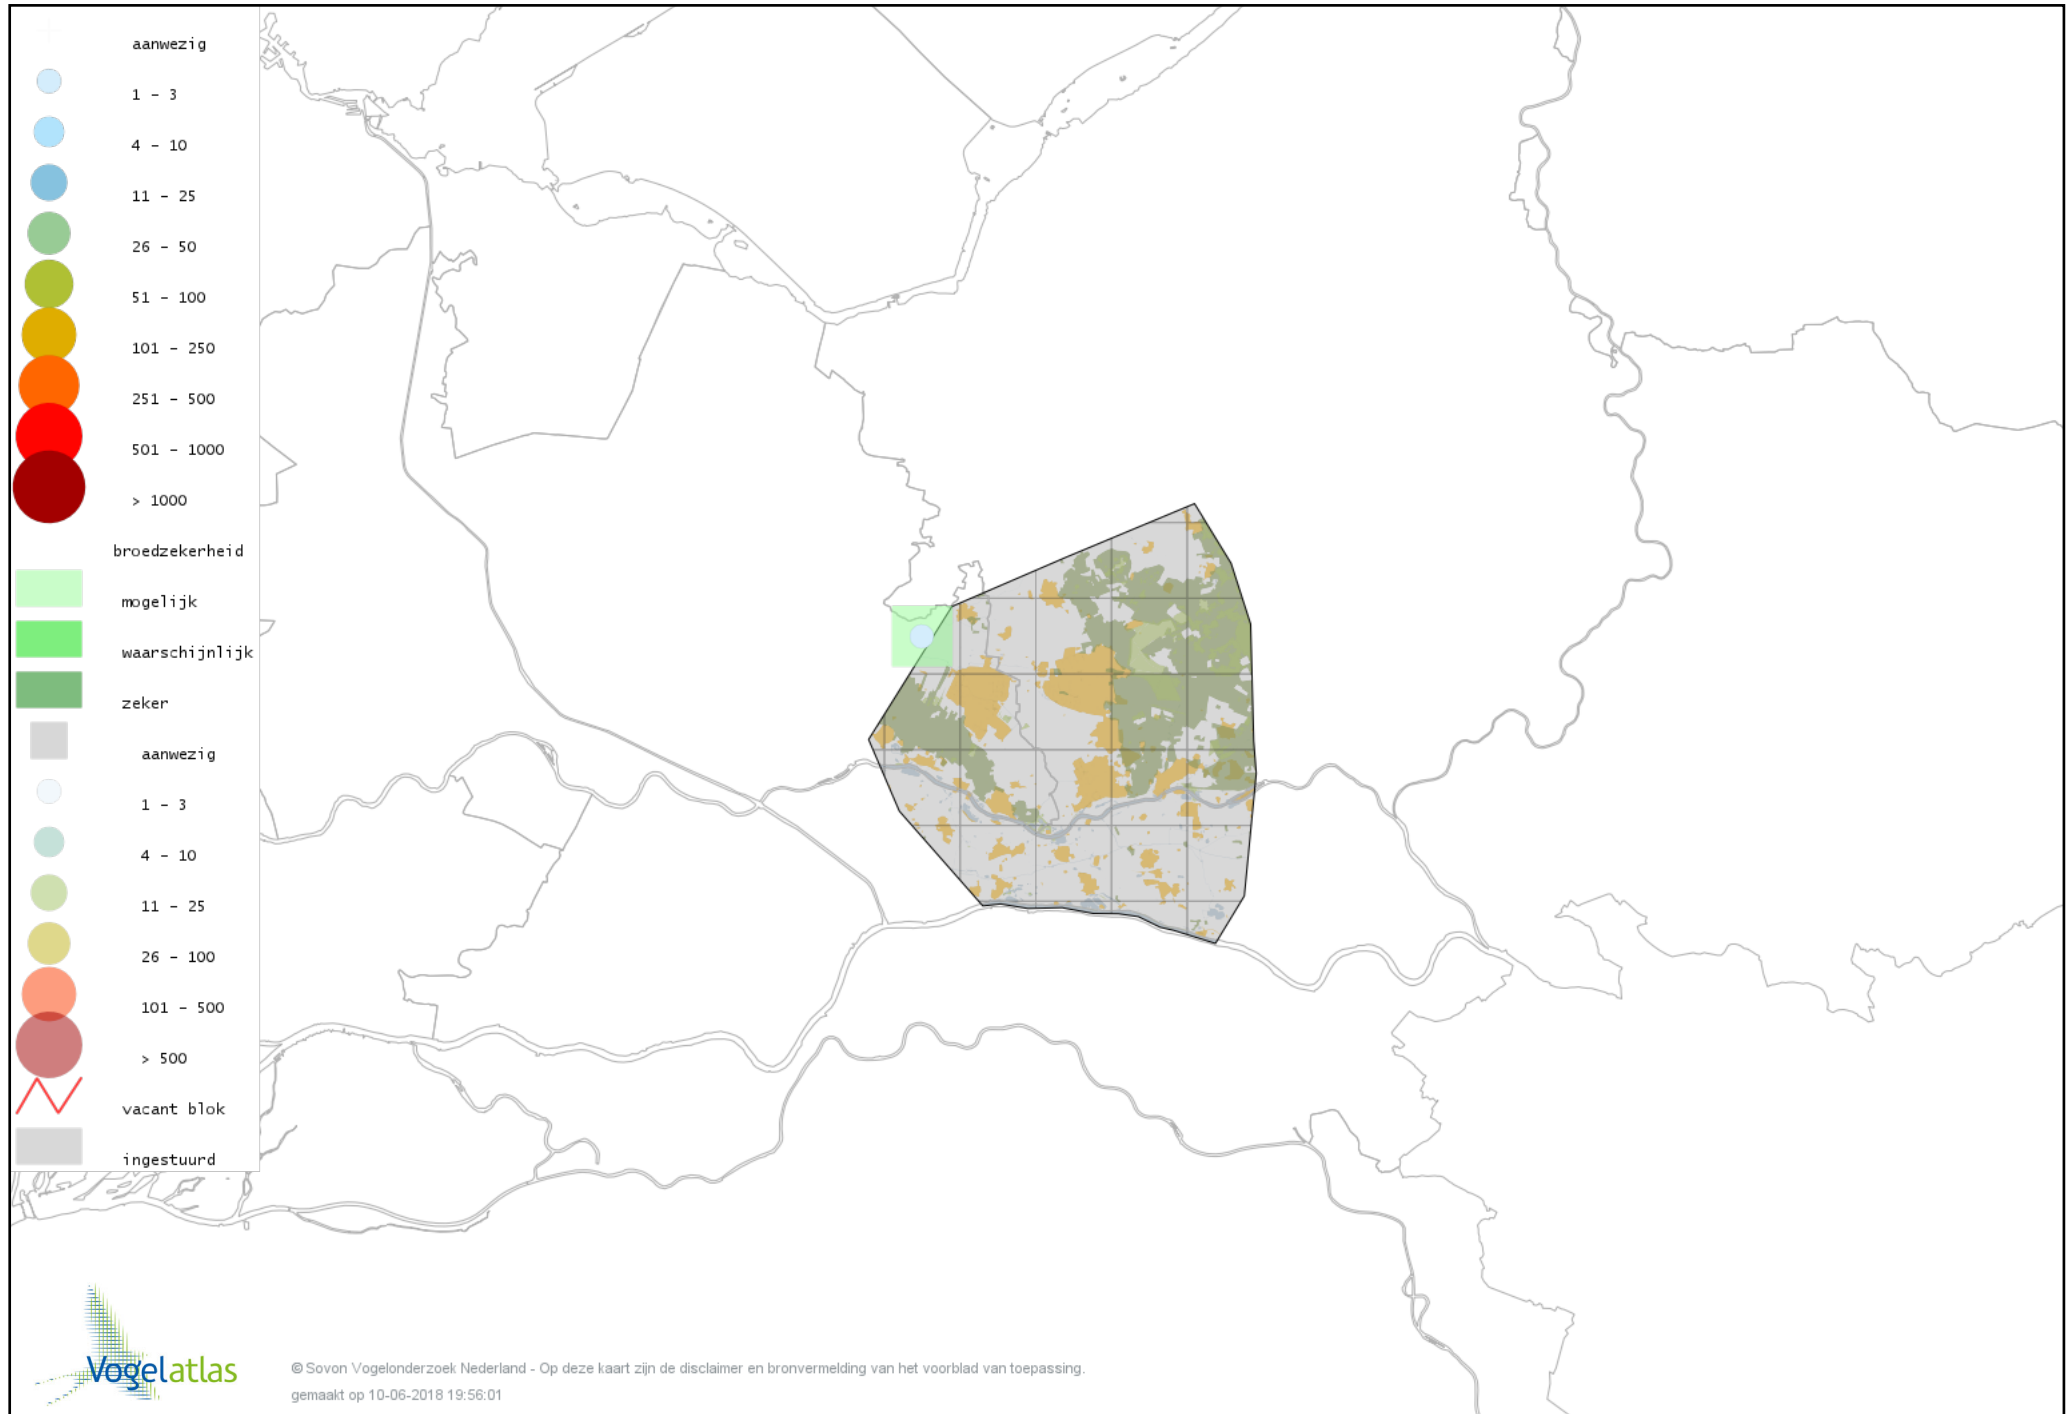 aanwezig
1 - 3
4 - 10
11 - 25
26 - 50
51 - 100
101 - 250
251 - 500
501 - 1000
> 1000
broedzekerheid
mogelijk
waarschijnlijk
zeker
aanwezig
1 - 3
4 - 10
11 - 25
26 - 100
101 - 500
> 500
vacant blok
ingestuurd
Vogelatlas
© Sovon Vogelonderzoek Nederland - Op deze kaart zijn de disclaimer en bronvermelding van het voorblad van toepassing.
gemaakt op 10-06-2018 19:56:01